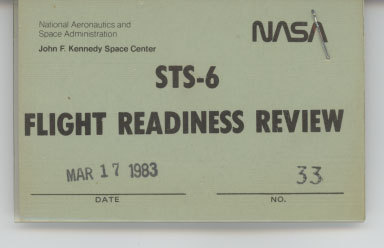 National Aeronautics and
Space Administration
John F. Kennedy Space Center
NASA
STS-6
FLIGHT READINESS REVIEW
MAR 17 1983
33
DATE
NO.